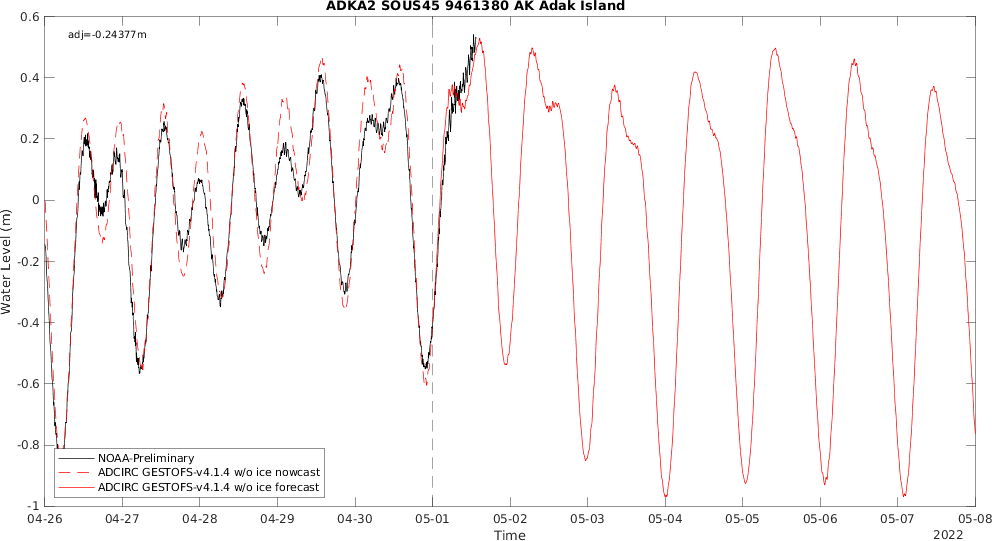 ADKA2 SOUS45 9461380 AK Adak Island
adj=-0.24377m
0.6
0.4
0.2
0
-0.2
-0.4
-0.6
-0.8
-1
Water Level (m)
NOAA-Preliminary
ADCIRC GESTOFS-v4.1.4 w/o ice nowcast
ADCIRC GESTOFS-v4.1.4 w/o ice forecast
04-26 04-27 04-28 04-29 04-30 05-01 05-02 05-03 05-04 05-05 05-06 05-07 05-08
Time
2022